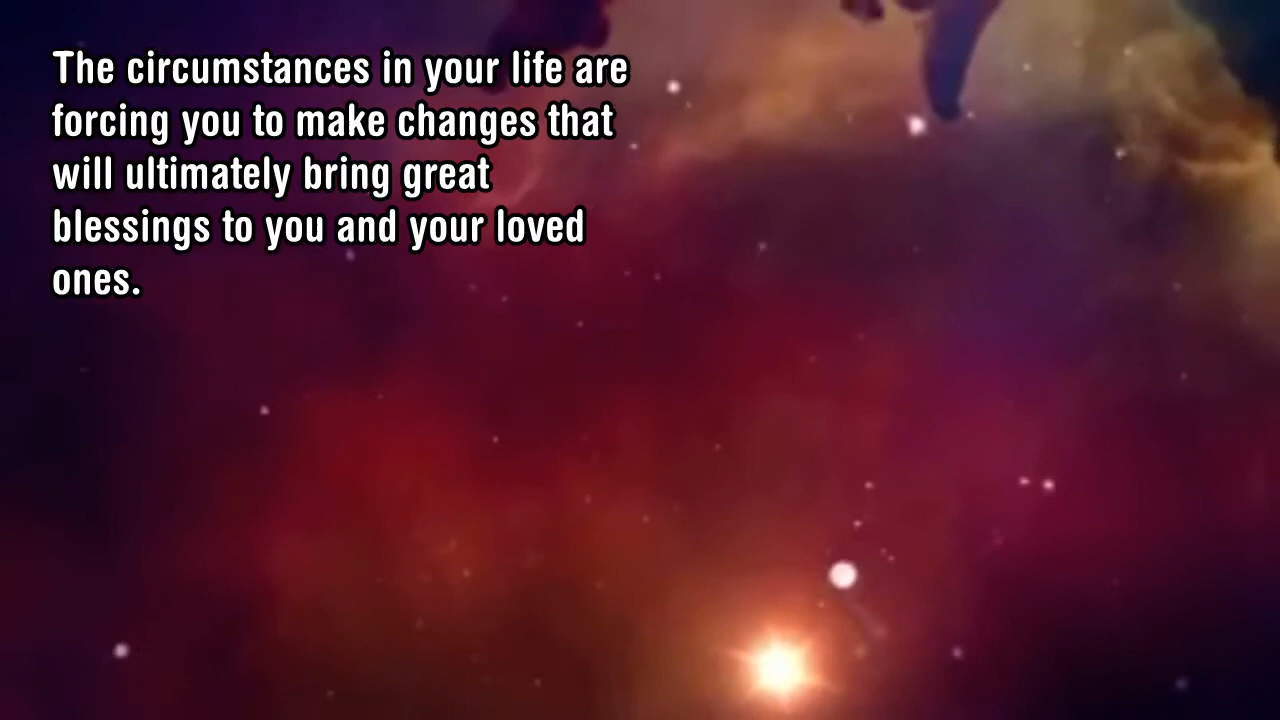 The circumstances in your life are
forcing you to make changes that
will ultimately bring great
blessings to you and your loved
ones.